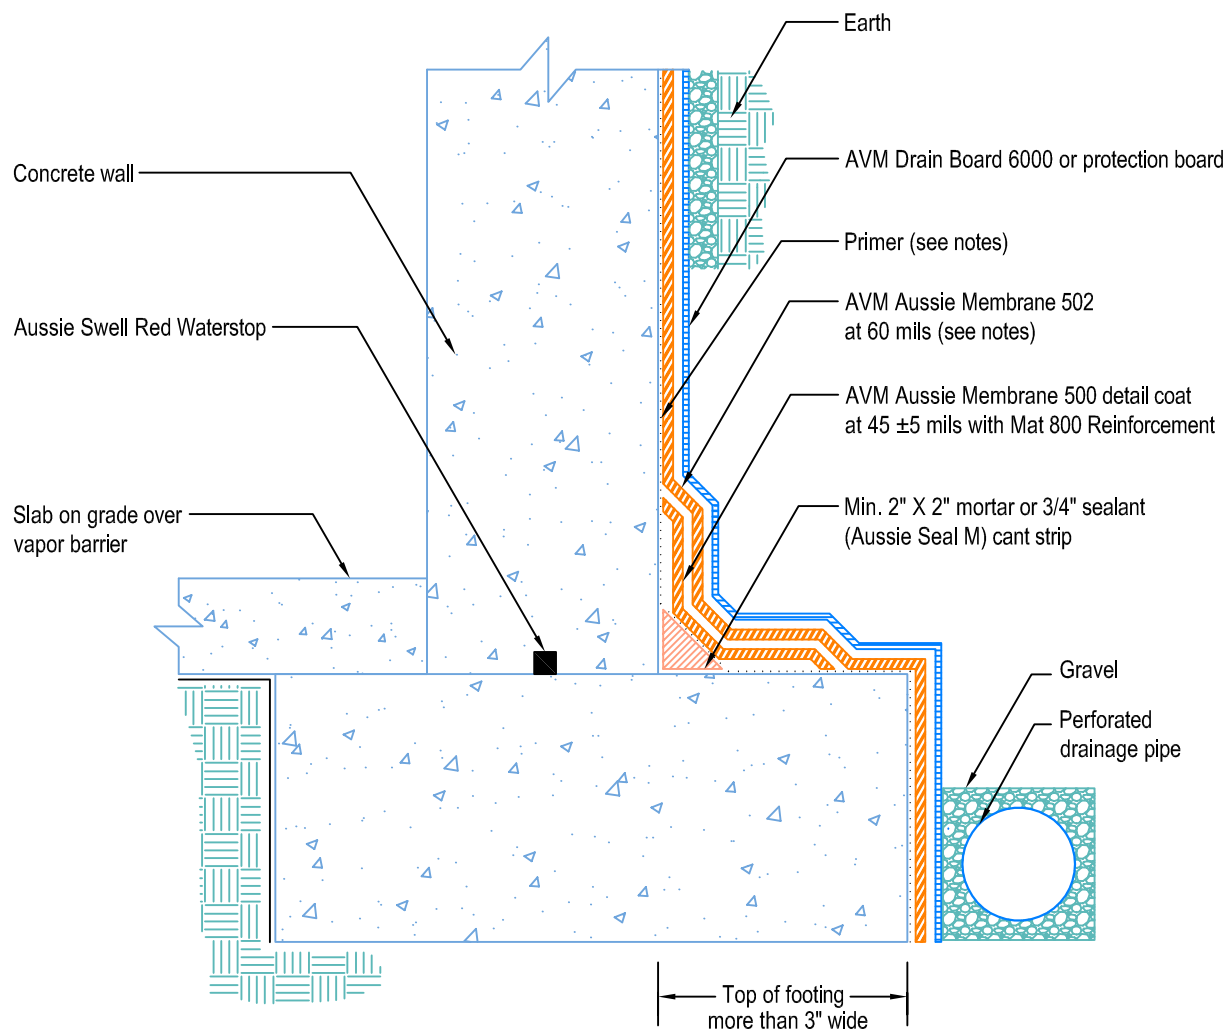 Earth
Concrete wall
AVM Drain Board 6000 or protection board
Primer (see notes)
AVM Aussie Membrane 502
at 60 mils (see notes)
Aussie Swell Red Waterstop
AVM Aussie Membrane 500 detail coat
at 45 ±5 mils with Mat 800 Reinforcement
Slab on grade over
vapor barrier
Min. 2" X 2" mortar or 3/4" sealant
(Aussie Seal M) cant strip
Gravel
Perforated
drainage pipe
Top of footing
more than 3" wide